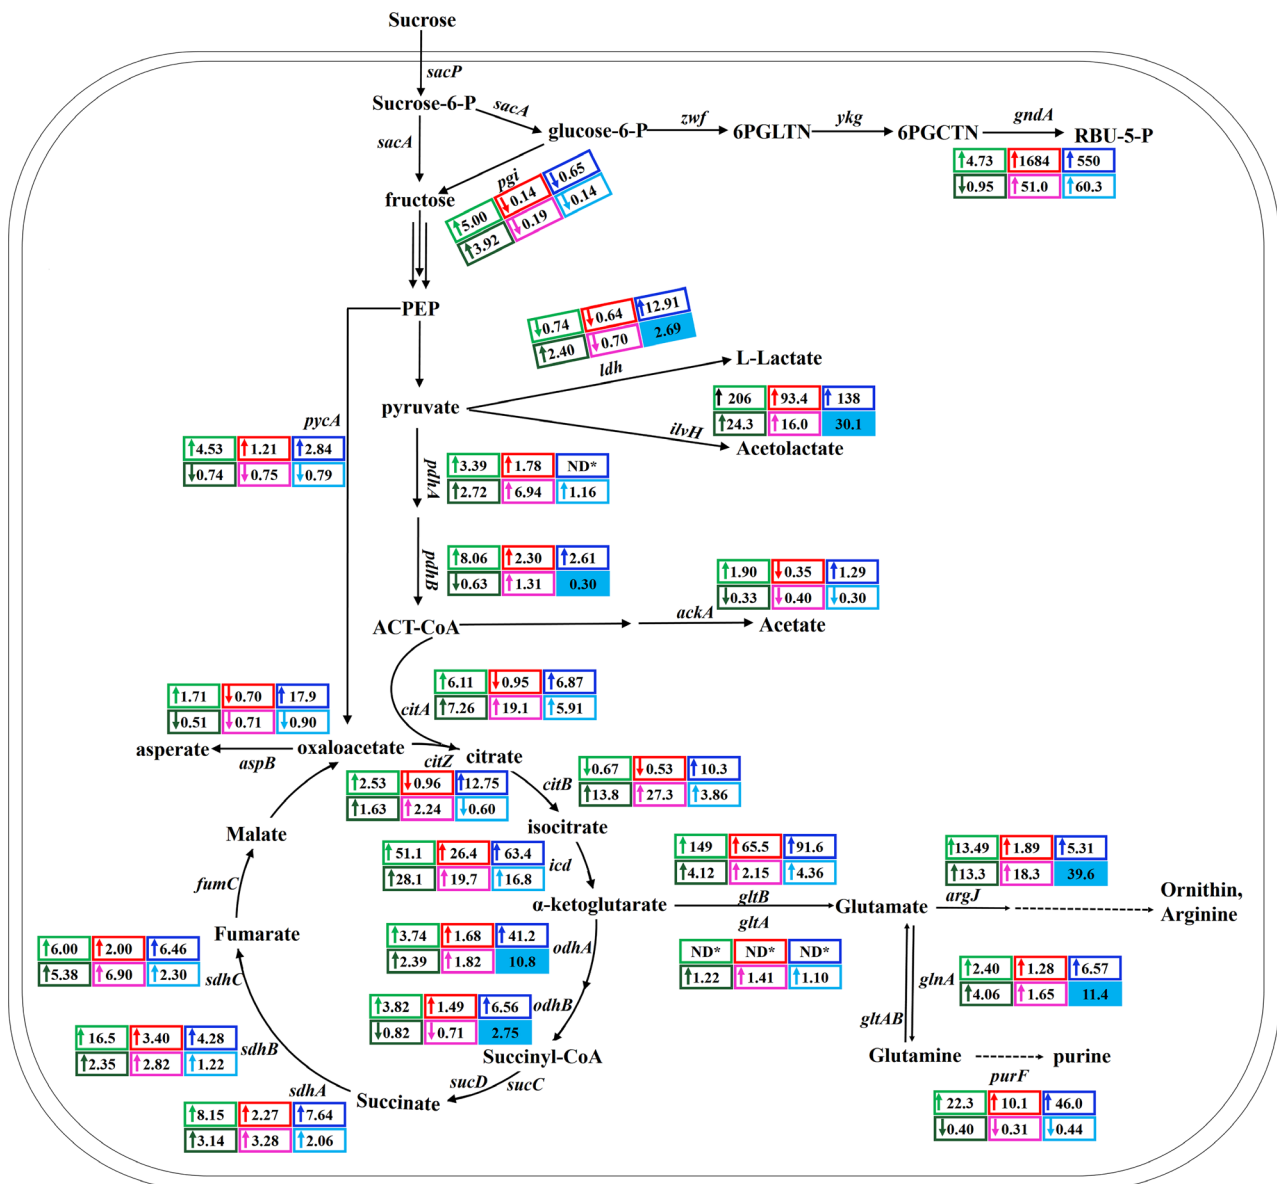 Sucrose
sacP
Sucrose-6-P
sacA
sacA
glucose-6-P
zwf
6PGLTN
ykg
6PGCTN
gndA
RBU-5-P
↑4.73 ↑1684 ↑550
↓0.95 ↑51.0 ↑60.3
pgi
fructose
↑5.00 ↓0.14 ↓0.65
↑3.92 ↓0.19 ↓0.14
PEP
↓0.74 ↓0.64 ↑12.91
↑2.40 ↓0.70 2.69
ldh
L-Lactate
pyruvate
↑206 ↑93.4 ↑138
↑24.3 ↑16.0 30.1
ilvH
Acetolactate
pycA
↑4.53 ↑1.21 ↑2.84
↓0.74 ↓0.75 ↓0.79
pdhA
↑3.39 ↑1.78 ND*
↑2.72 ↑6.94 ↑1.16
pdhB
↑8.06 ↑2.30 ↑2.61
↓0.63 ↑1.31 0.30
↑1.90 ↓0.35 ↑1.29
↓0.33 ↓0.40 ↓0.30
ACT-CoA
ackA
Acetate
citA
↑6.11 ↓0.95 ↑6.87
↑7.26 ↑19.1 ↑5.91
↑1.71 ↓0.70 ↑17.9
↓0.51 ↓0.71 ↓0.90
asperate
aspB
oxaloacetate
citZ
citrate
↑2.53 ↓0.96 ↑12.75
↑1.63 ↑2.24 ↓0.60
citB
↓0.67 ↓0.53 ↑10.3
↑13.8 ↑27.3 ↑3.86
isocitrate
Malate
↑51.1 ↑26.4 ↑63.4
↑28.1 ↑19.7 ↑16.8
icd
fumC
α-ketoglutarate
↑149 ↑65.5 ↑91.6
↑4.12 ↑2.15 ↑4.36
gltB
gltA
ND* ND* ND*
↑1.22 ↑1.41 ↑1.10
Glutamate
↑13.49 ↑1.89 ↑5.31
↑13.3 ↑18.3 39.6
argJ
Ornithin,
Arginine
Fumarate
↑6.00 ↑2.00 ↑6.46
↑5.38 ↑6.90 ↑2.30
sdhC
↑3.74 ↑1.68 ↑41.2
↑2.39 ↑1.82 10.8
odhA
↑3.82 ↑1.49 ↑6.56
↓0.82 ↓0.71 2.75
odhB
glnA
↑2.40 ↑1.28 ↑6.57
↑4.06 ↑1.65 11.4
gltAB
Glutamine
purine
purF
↑22.3 ↑10.1 ↑46.0
↓0.40 ↓0.31 ↓0.44
Succinyl-CoA
sucD
sucC
Succinate
↑16.5 ↑3.40 ↑4.28
↑2.35 ↑2.82 ↑1.22
sdhB
sdhA
↑8.15 ↑2.27 ↑7.64
↑3.14 ↑3.28 ↑2.06